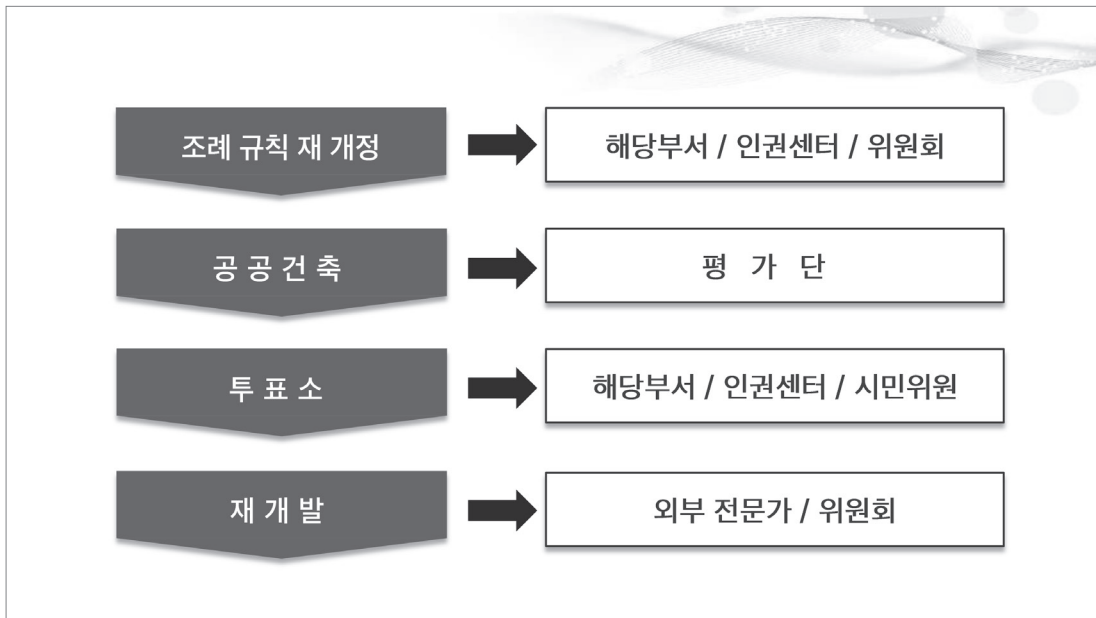 조례 규칙 재 개정
해당부서 / 인권센터 / 위원회
공 공 건 축
평 가 단
투 표 소
해당부서 / 인권센터 / 시민위원
재 개 발
외부 전문가 / 위원회